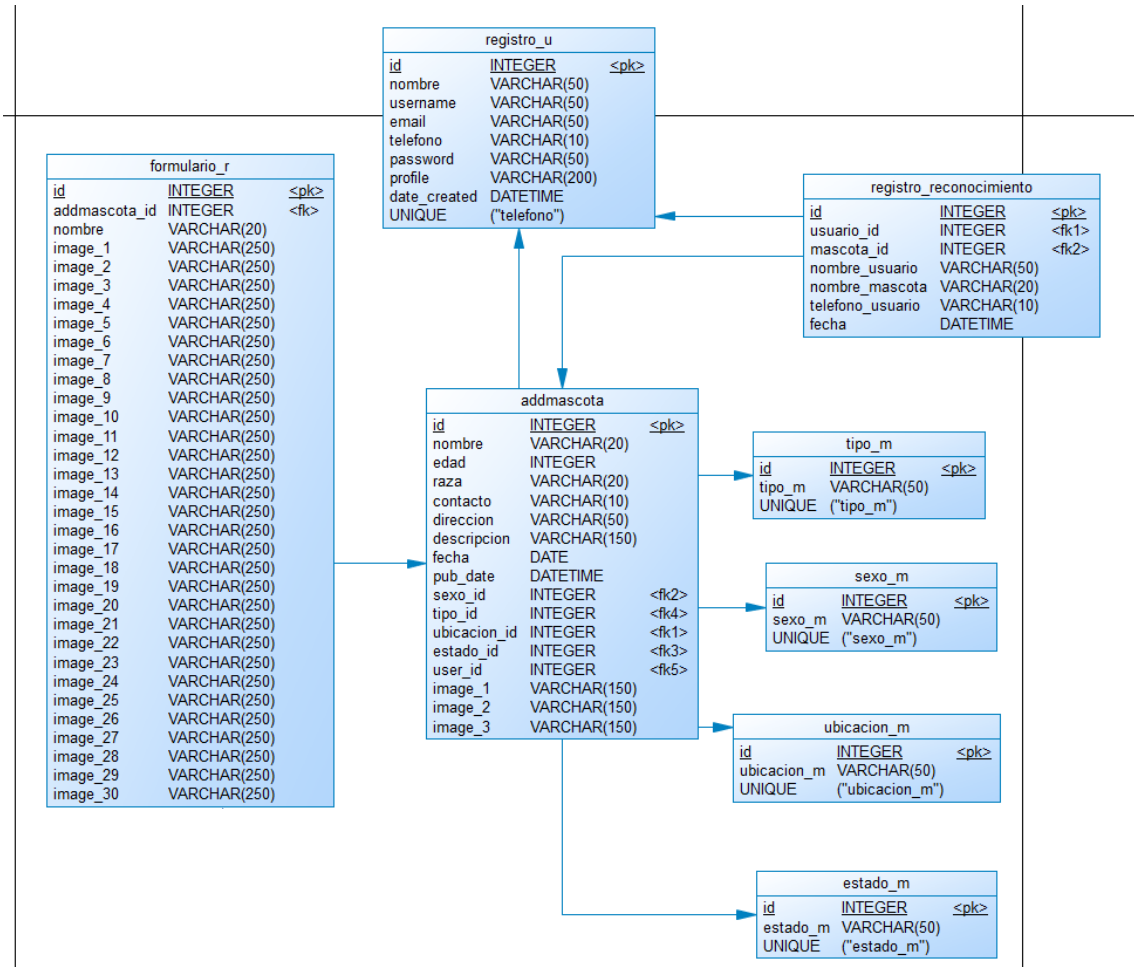 registro_u
id INTEGER <pk>
nombre VARCHAR(50)
username VARCHAR(50)
email VARCHAR(50)
telefono VARCHAR(10)
password VARCHAR(50)
profile VARCHAR(200)
date_created DATETIME
UNIQUE ("telefono")
formulario_r
id INTEGER <pk>
addmascota_id INTEGER <fk>
nombre VARCHAR(20)
image_1 VARCHAR(250)
image_2 VARCHAR(250)
image_3 VARCHAR(250)
image_4 VARCHAR(250)
image_5 VARCHAR(250)
image_6 VARCHAR(250)
image_7 VARCHAR(250)
image_8 VARCHAR(250)
image_9 VARCHAR(250)
image_10 VARCHAR(250)
image_11 VARCHAR(250)
image_12 VARCHAR(250)
image_13 VARCHAR(250)
image_14 VARCHAR(250)
image_15 VARCHAR(250)
image_16 VARCHAR(250)
image_17 VARCHAR(250)
image_18 VARCHAR(250)
image_19 VARCHAR(250)
image_20 VARCHAR(250)
image_21 VARCHAR(250)
image_22 VARCHAR(250)
image_23 VARCHAR(250)
image_24 VARCHAR(250)
image_25 VARCHAR(250)
image_26 VARCHAR(250)
image_27 VARCHAR(250)
image_28 VARCHAR(250)
image_29 VARCHAR(250)
image_30 VARCHAR(250)
registro_reconocimiento
id INTEGER <pk>
usuario_id INTEGER <fk1>
mascota_id INTEGER <fk2>
nombre_usuario VARCHAR(50)
nombre_mascota VARCHAR(20)
telefono_usuario VARCHAR(10)
fecha DATETIME
addmascota
id INTEGER <pk>
nombre VARCHAR(20)
edad INTEGER
raza VARCHAR(20)
contacto VARCHAR(10)
direccion VARCHAR(50)
descripcion VARCHAR(150)
fecha DATE
pub_date DATETIME
sexo_id INTEGER <fk2>
tipo_id INTEGER <fk4>
ubicacion_id INTEGER <fk1>
estado_id INTEGER <fk3>
user_id INTEGER <fk5>
image_1 VARCHAR(150)
image_2 VARCHAR(150)
image_3 VARCHAR(150)
tipo_m
id INTEGER <pk>
tipo_m VARCHAR(50)
UNIQUE ("tipo_m")
sexo_m
id INTEGER <pk>
sexo_m VARCHAR(50)
UNIQUE ("sexo_m")
ubicacion_m
id INTEGER <pk>
ubicacion_m VARCHAR(50)
UNIQUE ("ubicacion_m")
estado_m
id INTEGER <pk>
estado_m VARCHAR(50)
UNIQUE ("estado_m")